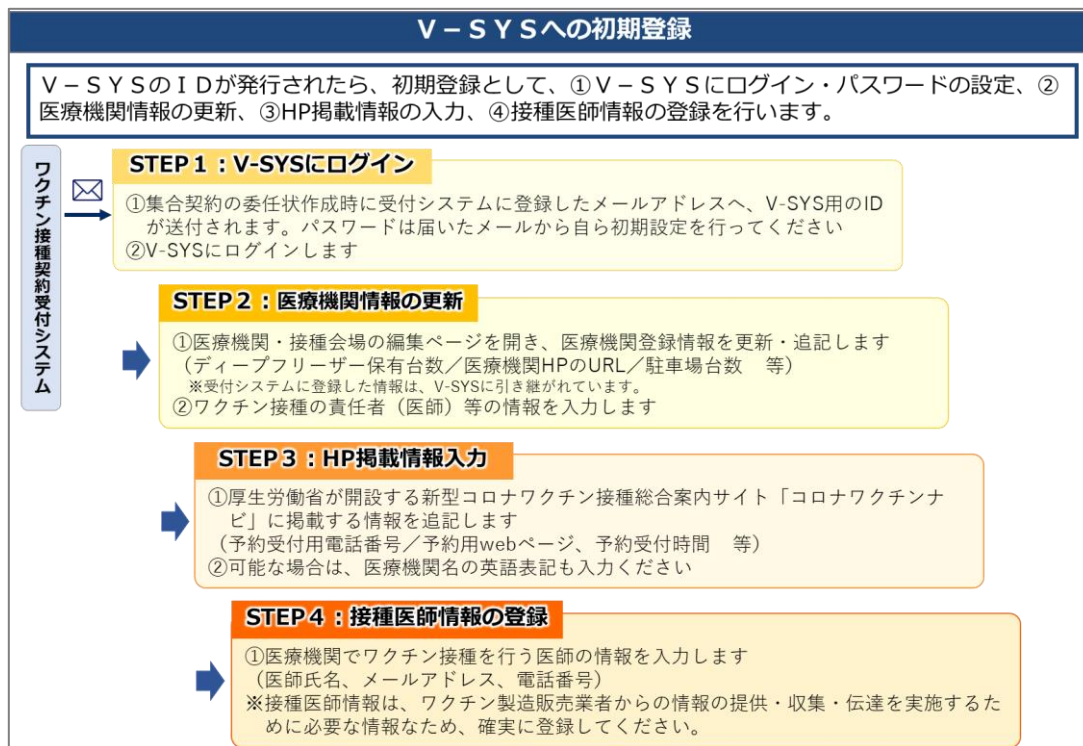 V-SYSへの初期登録
V-SYSのIDが発行されたら、初期登録として、①V-SYSにログイン・パスワードの設定、②
医療機関情報の更新、③HP掲載情報の入力、④接種医師情報の登録を行います。
ワクチン接種契約受付システム
STEP1:V-SYSにログイン
①集合契約の委任状作成時に受付システムに登録したメールアドレスへ、V-SYS用のID
が送付されます。パスワードは届いたメールから自ら初期設定を行ってください
②V-SYSにログインします
STEP2:医療機関情報の更新
①医療機関・接種会場の編集ページを開き、医療機関登録情報を更新・追記します
(ディープフリーザー保有台数/医療機関HPのURL/駐車場台数 等)
※受付システムに登録した情報は、V-SYSに引き継がれています。
②ワクチン接種の責任者(医師)等の情報を入力します
STEP3:HP掲載情報入力
①厚生労働省が開設する新型コロナワクチン接種総合案内サイト「コロナワクチンナ
ビ」に掲載する情報を追記します
(予約受付用電話番号/予約用webページ、予約受付時間 等)
②可能な場合は、医療機関名の英語表記も入力ください
STEP4:接種医師情報の登録
①医療機関でワクチン接種を行う医師の情報を入力します
(医師氏名、メールアドレス、電話番号)
※接種医師情報は、ワクチン製造販売業者からの情報の提供・収集・伝達を実施するた
めに必要な情報なため、確実に登録してください。